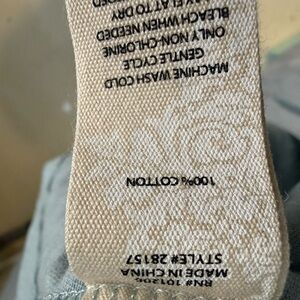 RN# 101206
MADE IN CHINA
STYLE# 28157
100% COTTON
MACHINE WASH COLD
GENTLE CYCLE
ONLY NON-CHLORINE
BLEACH WHEN NEEDED
FLAT TO DRY